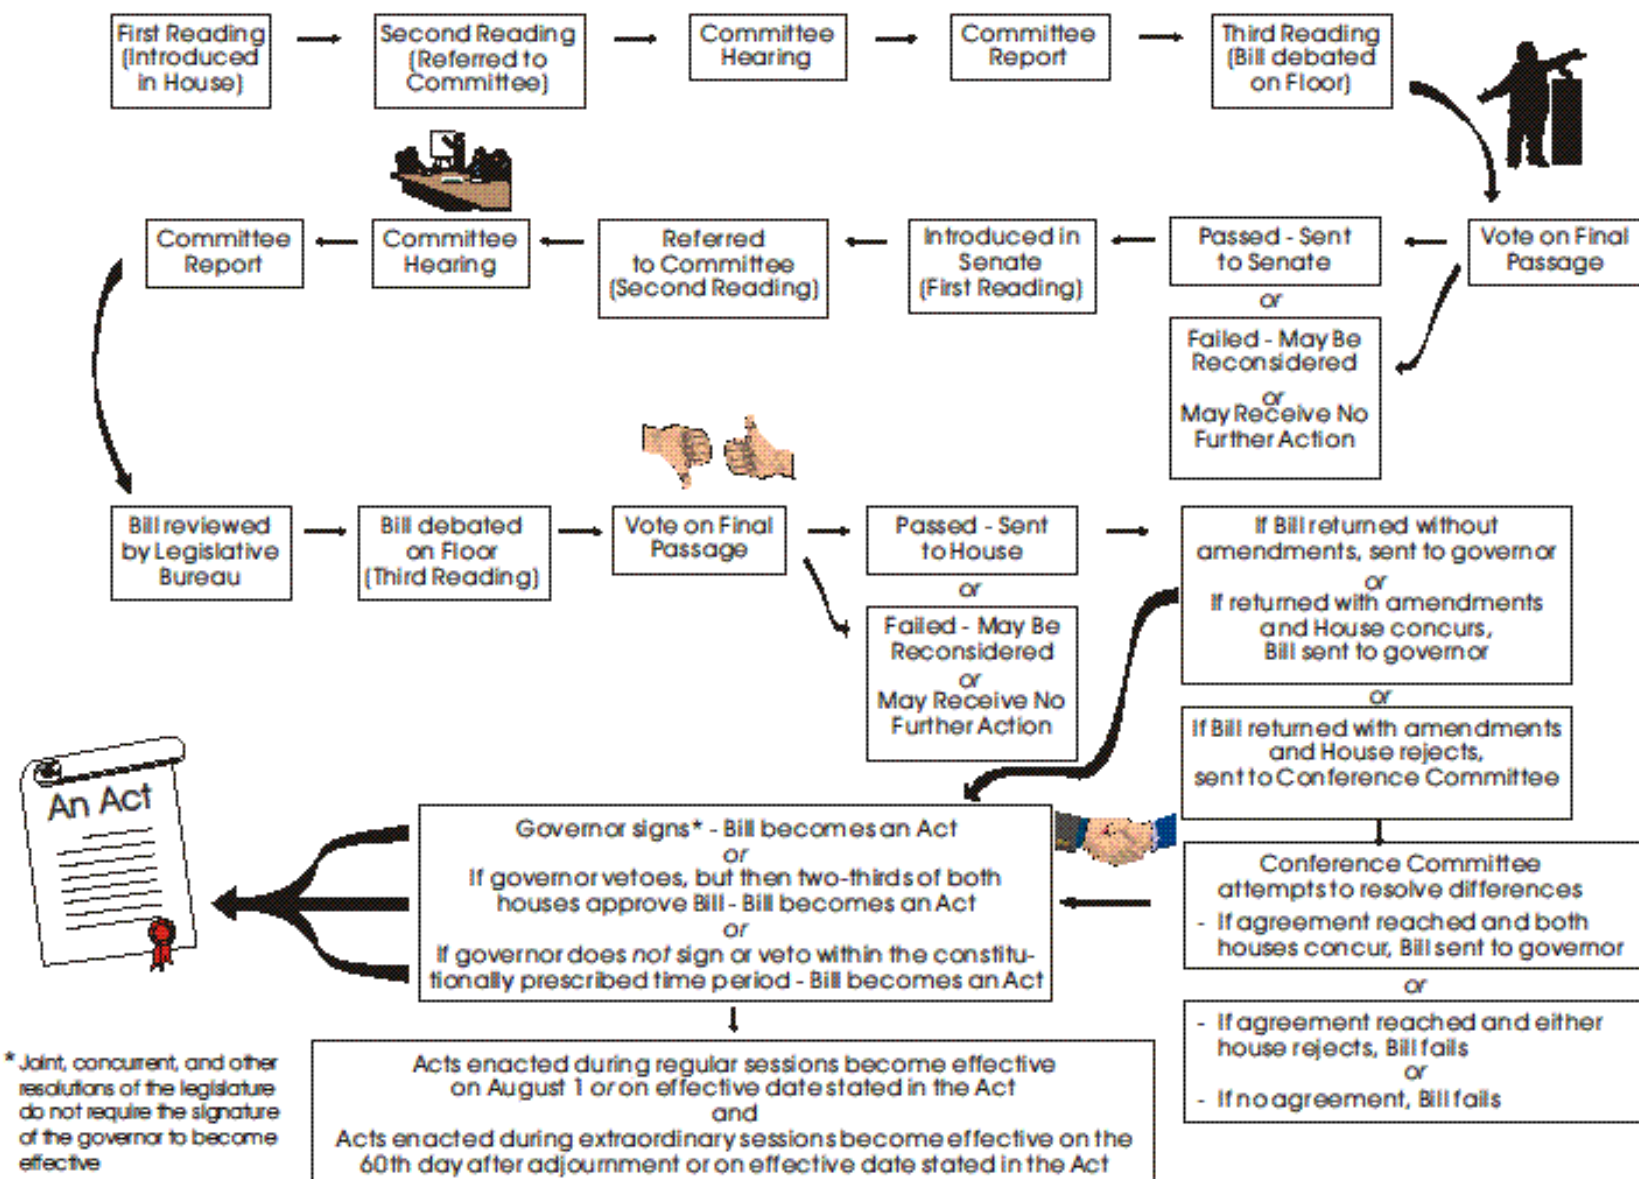 First Reading
(Introduced
in House)
Second Reading
(Referred to
Committee)
Committee
Hearing
Committee
Report
Third Reading
(Bill debated
on Floor)
Vote on Final
Passage
Passed - Sent
to Senate
or
Failed - May Be
Reconsidered
or
May Receive No
Further Action
Introduced in
Senate
(First Reading)
Referred
to Committee
(Second Reading)
Committee
Hearing
Committee
Report
Bill reviewed
by Legislative
Bureau
Bill debated
on Floor
(Third Reading)
Vote on Final
Passage
Passed - Sent
to House
or
Failed - May Be
Reconsidered
or
May Receive No
Further Action
If Bill returned without
amendments, sent to governor
or
If returned with amendments
and House concurs,
Bill sent to governor
or
If Bill returned with amendments
and House rejects,
sent to Conference Committee
Conference Committee
attempts to resolve differences
- If agreement reached and both
houses concur, Bill sent to governor
or
- If agreement reached and either
house rejects, Bill fails
or
- If no agreement, Bill fails
Governor signs* - Bill becomes an Act
or
If governor vetoes, but then two-thirds of both
houses approve Bill - Bill becomes an Act
or
If governor does not sign or veto within the constitu-
tionally prescribed time period - Bill becomes an Act
An Act
Acts enacted during regular sessions become effective
on August 1 or on effective date stated in the Act
and
Acts enacted during extraordinary sessions become effective on the
60th day after adjournment or on effective date stated in the Act
* Joint, concurrent, and other
resolutions of the legislature
do not require the signature
of the governor to become
effective